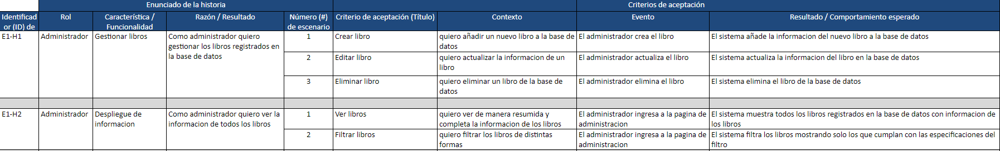 Enunciado de la historia
Criterios de aceptación
Identificad
or (ID) de
Rol
Característica /
Funcionalidad
Razón / Resultado
Número (#)
de escenario
Criterio de aceptación (Título)
Contexto
Evento
Resultado / Comportamiento esperado
E1-H1
Administrador
Gestionar libros
Como administrador quiero
gestionar los libros registrados en
la base de datos
1
Crear libro
quiero añadir un nuevo libro a la base de
datos
El administrador crea el libro
El sistema añade la informacion del nuevo libro a la base de datos
2
Editar libro
quiero actualizar la informacion de un
libro
El administrador actualiza el libro
El sistema actualiza la informacion del libro en la base de datos
3
Eliminar libro
quiero eliminar un libro de la base de
datos
El administrador elimina el libro
El sistema elimina el libro de la base de datos
E1-H2
Administrador
Despliegue de
informacion
Como administrador quiero ver la
informacion de todos los libros
1
Ver libros
quiero ver de manera resumida y
completa la informacion de los libros
El administrador ingresa a la pagina de
administracion
El sistema muestra todos los libros registrados en la base de datos con informacion de
los libros
2
Filtrar libros
quiero filtrar los libros de distintas
formas
El administrador ingresa a la pagina de
administracion
El sistema filtra los libros mostrando solo los que cumplan con las especificaciones del
filtro